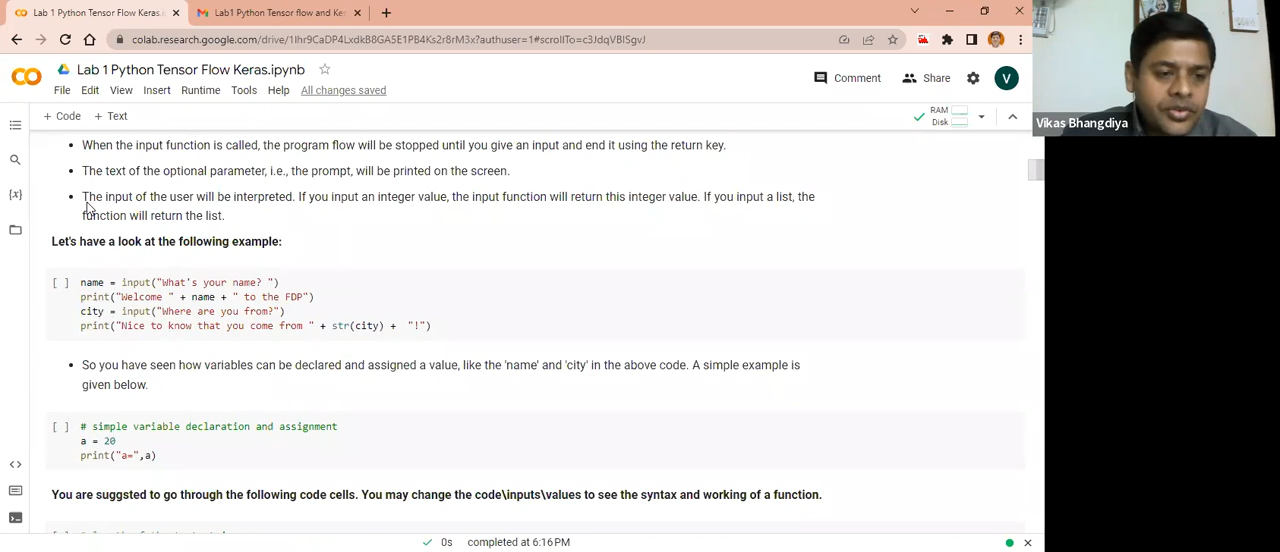 Lab 1 Python Tensor Flow Keras.i
Lab1 Python Tensor flow and Ker
colab.research.google.com/drive/1Ihr9CaDP4LxdkB8GA5E1PB4Ks2r8rM3x?authuser=1#scrollTo=c3JdqVBISgvJ
Lab 1 Python Tensor Flow Keras.ipynb
Comment
Share
V
File Edit View Insert Runtime Tools Help All changes saved
+ Code + Text
RAM
Disk
Vikas Bhangdiya
• When the input function is called, the program flow will be stopped until you give an input and end it using the return key.
• The text of the optional parameter, i.e., the prompt, will be printed on the screen.
• The input of the user will be interpreted. If you input an integer value, the input function will return this integer value. If you input a list, the
function will return the list.
Let's have a look at the following example:
[ ] name = input("What's your name? ")
print("Welcome " + name + " to the FDP")
city = input("Where are you from?")
print("Nice to know that you come from " + str(city) + "!")
• So you have seen how variables can be declared and assigned a value, like the 'name' and 'city' in the above code. A simple example is
given below.
[ ] # simple variable declaration and assignment
a = 20
print("a=",a)
You are suggsted to go through the following code cells. You may change the code\inputs\values to see the syntax and working of a function.
0s completed at 6:16 PM